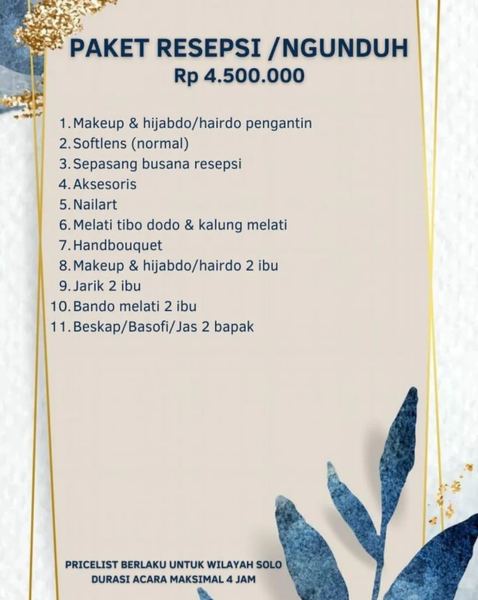 PAKET RESEPSI /NGUNDUH
Rp 4.500.000
1. Makeup & hijabdo/hairdo pengantin
2. Softlens (normal)
3. Sepasang busana resepsi
4. Aksesoris
5. Nailart
6. Melati tibo dodo & kalung melati
7. Handbouquet
8. Makeup & hijabdo/hairdo 2 ibu
9. Jarik 2 ibu
10. Bando melati 2 ibu
11. Beskap/Basofi/Jas 2 bapak
PRICELIST BERLAKU UNTUK WILAYAH SOLO
DURASI ACARA MAKSIMAL 4 JAM